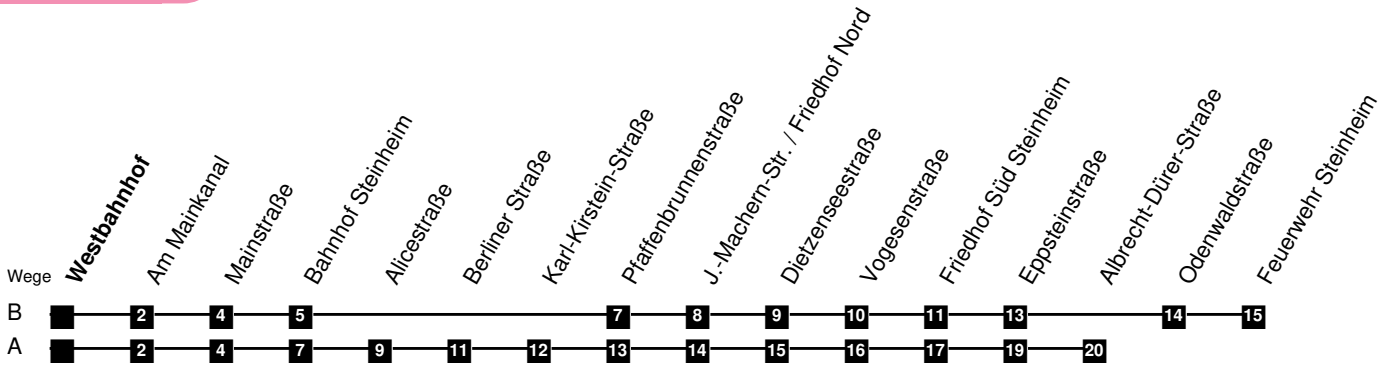 Westbahnhof
Am Mainkanal
Mainstraße
Bahnhof Steinheim
Alicestraße
Berliner Straße
Karl-Kirstein-Straße
Pfaffenbrunnenstraße
J.-Machern-Str. / Friedhof Nord
Dietzenseestraße
Vogesenstraße
Friedhof Süd Steinheim
Eppsteinstraße
Albrecht-Dürer-Straße
Odenwaldstraße
Feuerwehr Steinheim
Wege
B 2 4 5 7 8 9 10 11 13 14 15
A 2 4 7 9 11 12 13 14 15 16 17 19 20